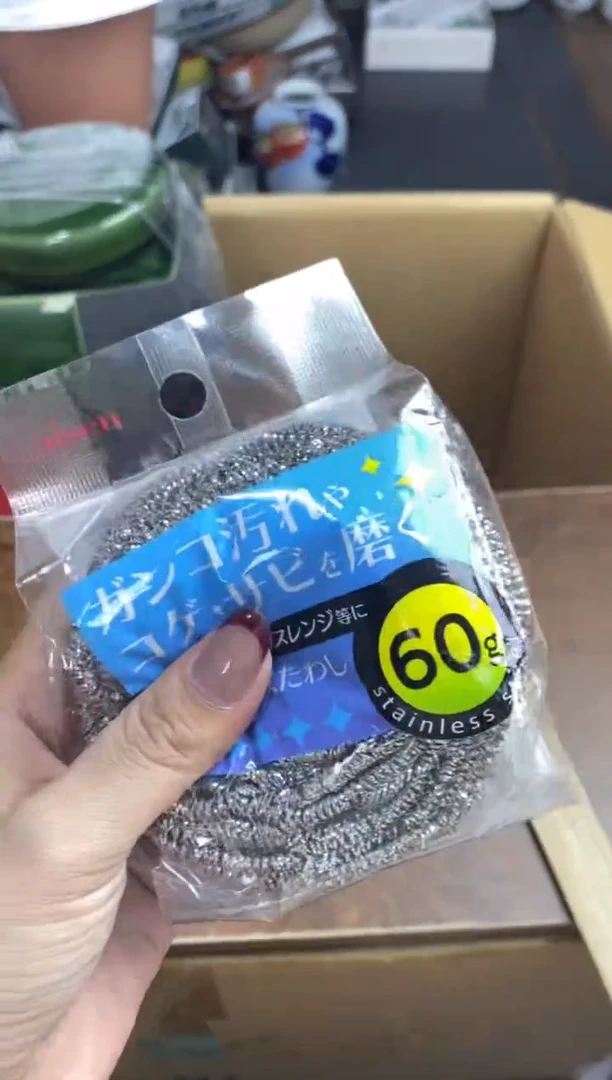 ガンコ汚れや
コゲ・サビを磨く
スレンジ等に
たわし
60g
stainless s